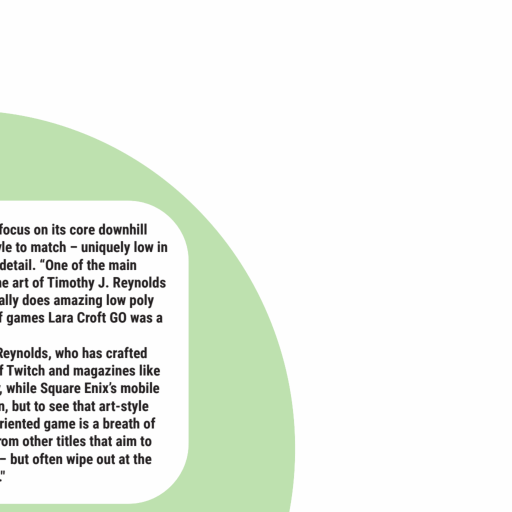 focus on its core downhill
yle to match – uniquely low in
detail. “One of the main
e art of Timothy J. Reynolds
ally does amazing low poly
f games Lara Croft GO was a
Reynolds, who has crafted
f Twitch and magazines like
, while Square Enix’s mobile
n, but to see that art-style
riented game is a breath of
rom other titles that aim to
– but often wipe out at the
."